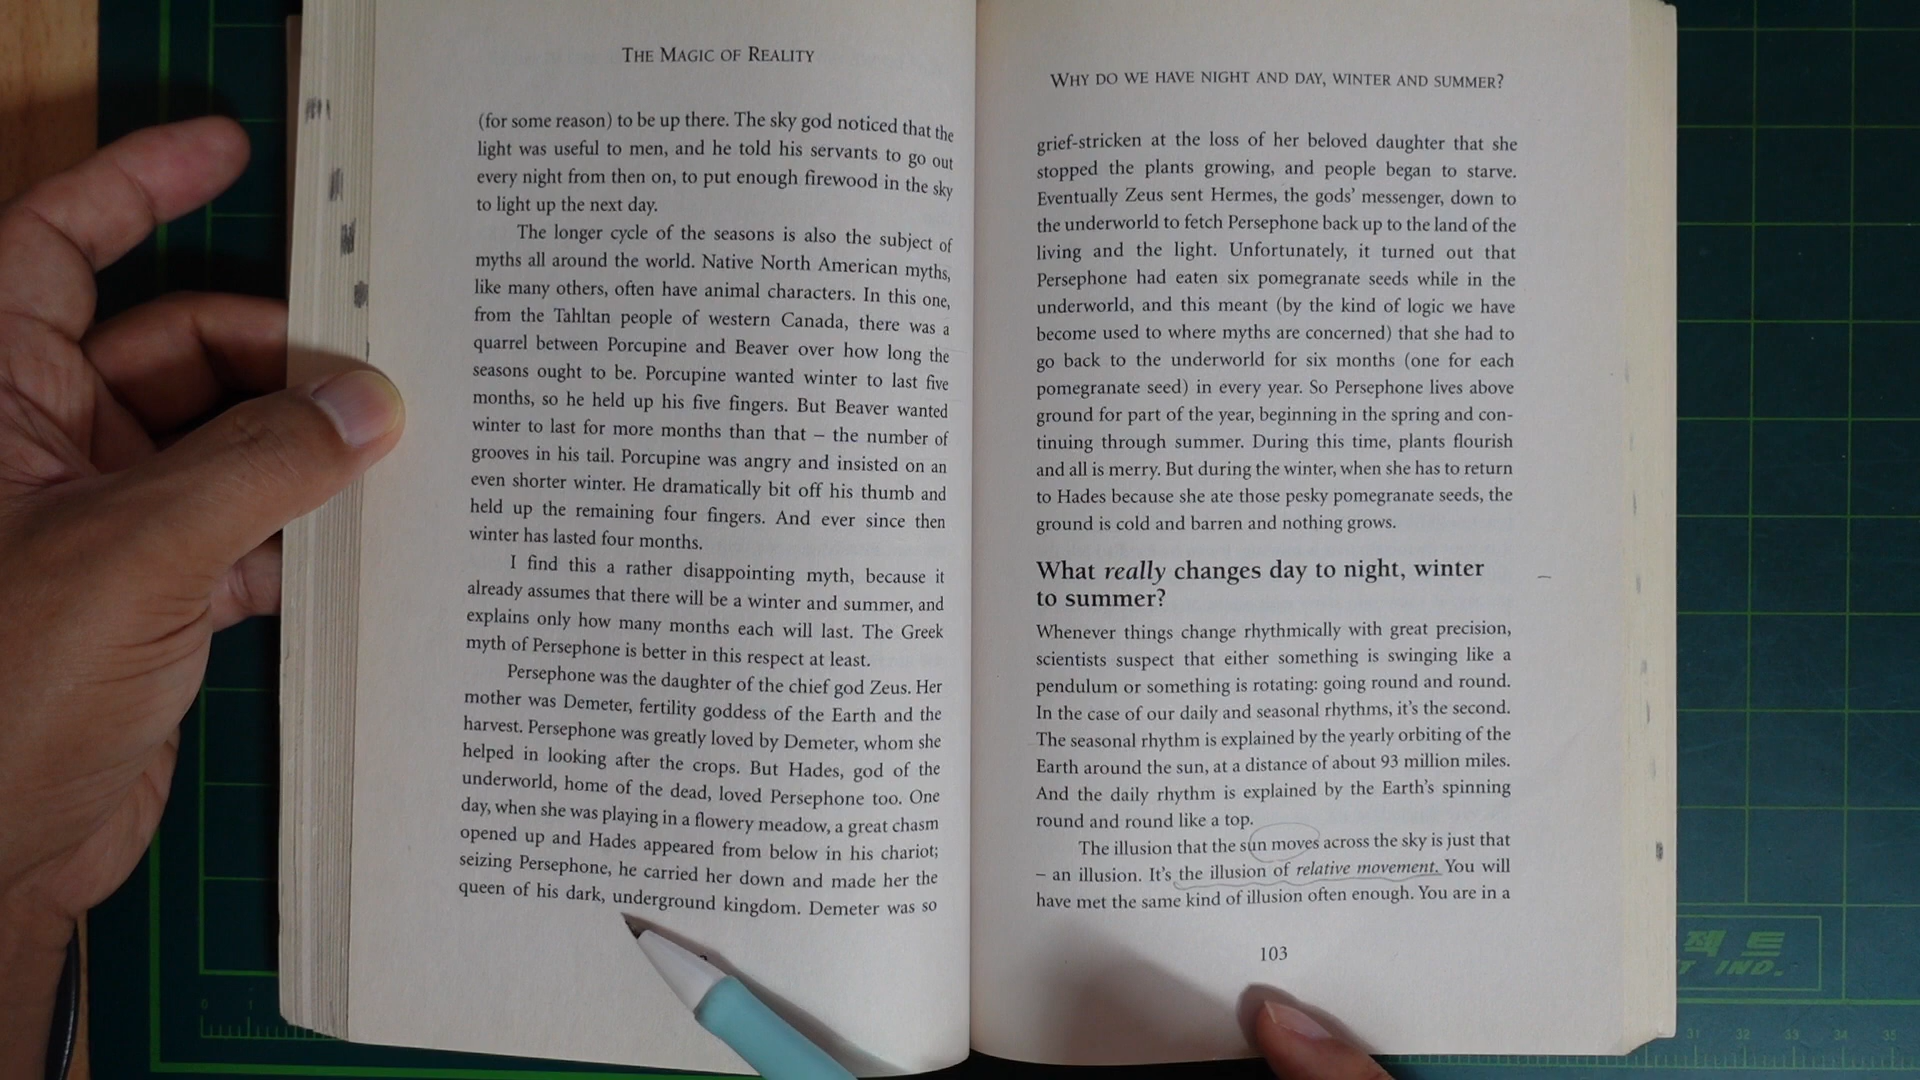 THE MAGIC OF REALITY
(for some reason) to be up there. The sky god noticed that the
light was useful to men, and he told his servants to go out
every night from then on, to put enough firewood in the sky
to light up the next day.
The longer cycle of the seasons is also the subject of
myths all around the world. Native North American myths,
like many others, often have animal characters. In this one,
from the Tahltan people of western Canada, there was a
quarrel between Porcupine and Beaver over how long the
seasons ought to be. Porcupine wanted winter to last five
months, so he held up his five fingers. But Beaver wanted
winter to last for more months than that – the number of
grooves in his tail. Porcupine was angry and insisted on an
even shorter winter. He dramatically bit off his thumb and
held up the remaining four fingers. And ever since then
winter has lasted four months.
I find this a rather disappointing myth, because it
already assumes that there will be a winter and summer, and
explains only how many months each will last. The Greek
myth of Persephone is better in this respect at least.
Persephone was the daughter of the chief god Zeus. Her
mother was Demeter, fertility goddess of the Earth and the
harvest. Persephone was greatly loved by Demeter, whom she
helped in looking after the crops. But Hades, god of the
underworld, home of the dead, loved Persephone too. One
day, when she was playing in a flowery meadow, a great chasm
opened up and Hades appeared from below in his chariot;
seizing Persephone, he carried her down and made her the
queen of his dark, underground kingdom. Demeter was so
WHY DO WE HAVE NIGHT AND DAY, WINTER AND SUMMER?
grief-stricken at the loss of her beloved daughter that she
stopped the plants growing, and people began to starve.
Eventually Zeus sent Hermes, the gods' messenger, down to
the underworld to fetch Persephone back up to the land of the
living and the light. Unfortunately, it turned out that
Persephone had eaten six pomegranate seeds while in the
underworld, and this meant (by the kind of logic we have
become used to where myths are concerned) that she had to
go back to the underworld for six months (one for each
pomegranate seed) in every year. So Persephone lives above
ground for part of the year, beginning in the spring and con-
tinuing through summer. During this time, plants flourish
and all is merry. But during the winter, when she has to return
to Hades because she ate those pesky pomegranate seeds, the
ground is cold and barren and nothing grows.
What really changes day to night, winter
to summer?
Whenever things change rhythmically with great precision,
scientists suspect that either something is swinging like a
pendulum or something is rotating: going round and round.
In the case of our daily and seasonal rhythms, it's the second.
The seasonal rhythm is explained by the yearly orbiting of the
Earth around the sun, at a distance of about 93 million miles.
And the daily rhythm is explained by the Earth's spinning
round and round like a top.
The illusion that the sun moves across the sky is just that
– an illusion. It's the illusion of relative movement. You will
have met the same kind of illusion often enough. You are in a
103
젝트
IND.
0 1
31 32 33 34 35